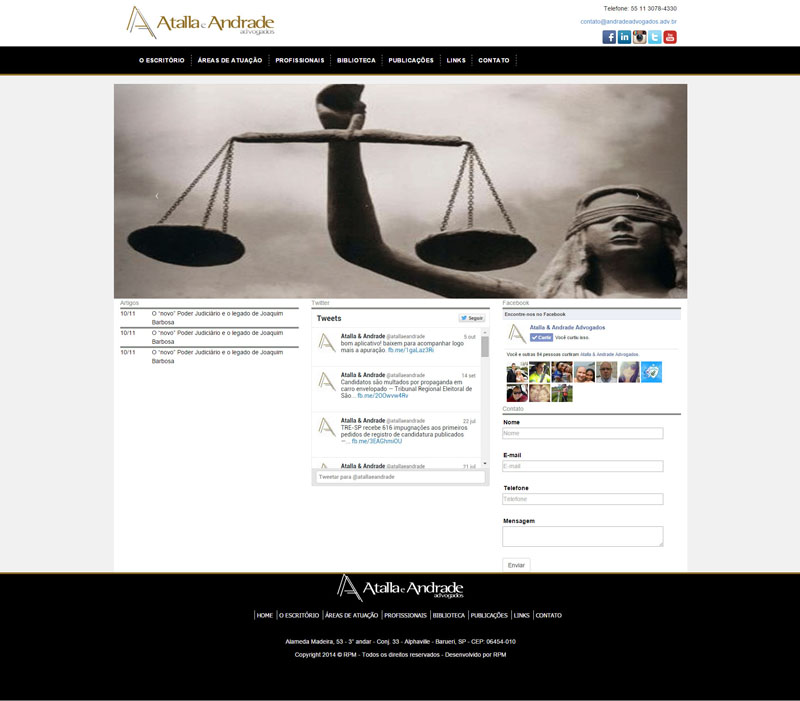 Atalla e Andrade
advogados
Telefone: 55 11 3078-4330
contato@andradeadvogados.adv.br
O ESCRITÓRIO
ÁREAS DE ATUAÇÃO
PROFISSIONAIS
BIBLIOTECA
PUBLICAÇÕES
LINKS
CONTATO
Artigos
10/11 O "novo" Poder Judiciário e o legado de Joaquim
Barbosa
10/11 O "novo" Poder Judiciário e o legado de Joaquim
Barbosa
10/11 O "novo" Poder Judiciário e o legado de Joaquim
Barbosa
Twitter
Tweets
Seguir
Atalla & Andrade @atallaeandrade 5 out
bom aplicativo! baixem para acompanhar logo
mais a apuração fb.me/1gaLaz3Ri
Atalla & Andrade @atallaeandrade 14 set
Candidatos são multados por propaganda em
carro envelopado — Tribunal Regional Eleitoral de
São... fb.me/2OOwvw4Rv
Atalla & Andrade @atallaeandrade 22 jul
TRE-SP recebe 616 impugnações aos primeiros
pedidos de registro de candidatura publicados
—... fb.me/3EAGhmiOU
Atalla & Andrade @atallaeandrade 21 jul
Tweetar para @atallaeandrade
Facebook
Encontre-nos no Facebook
Atalla & Andrade Advogados
Curtiu Você curtiu isso.
Você e outras 94 pessoas curtiram Atalla & Andrade Advogados.
Contato
Nome
Nome
E-mail
E-mail
Telefone
Telefone
Mensagem
Enviar
Atalla e Andrade
advogados
HOME
O ESCRITÓRIO
ÁREAS DE ATUAÇÃO
PROFISSIONAIS
BIBLIOTECA
PUBLICAÇÕES
LINKS
CONTATO
Alameda Madeira, 53 - 3° andar - Conj. 33 - Alphaville - Barueri, SP - CEP: 06454-010
Copyright 2014 © RPM - Todos os direitos reservados - Desenvolvido por RPM